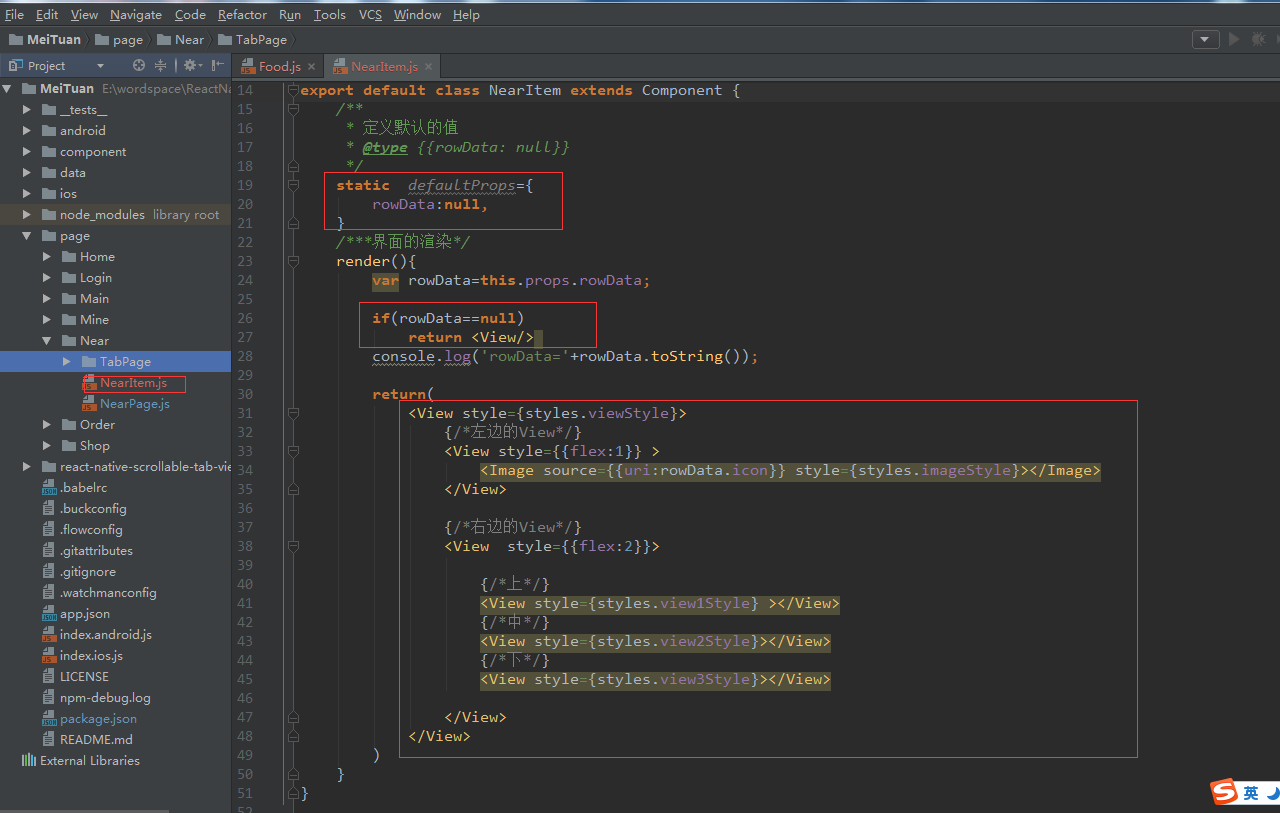 File Edit View Navigate Code Refactor Run Tools VCS Window Help
MeiTuan page Near TabPage
Project
Food.js NearItem.js
MeiTuan E:\wordspace\ReactNa
__tests__
android
component
data
ios
node_modules library root
page
Home
Login
Main
Mine
Near
TabPage
NearItem.js
NearPage.js
Order
Shop
react-native-scrollable-tab-vie
.babelrc
.buckconfig
.flowconfig
.gitattributes
.gitignore
.watchmanconfig
app.json
index.android.js
index.ios.js
LICENSE
npm-debug.log
package.json
README.md
External Libraries
14 export default class NearItem extends Component {
15 /**
16 * 定义默认的值
17 * @type {{rowData: null}}
18 */
19 static defaultProps={
20 rowData:null,
21 }
22 /***界面的渲染*/
23 render(){
24 var rowData=this.props.rowData;
25
26 if(rowData==null)
27 return <View/>
28 console.log('rowData='+rowData.toString());
29
30 return(
31 <View style={styles.viewStyle}>
32 {/*左边的View*/}
33 <View style={{flex:1}} >
34 <Image source={{uri:rowData.icon}} style={styles.imageStyle}></Image>
35 </View>
36
37 {/*右边的View*/}
38 <View  style={{flex:2}}>
39
40 {/*上*/}
41 <View style={styles.view1Style} ></View>
42 {/*中*/}
43 <View style={styles.view2Style}></View>
44 {/*下*/}
45 <View style={styles.view3Style}></View>
46
47 </View>
48 </View>
49 )
50 }
51 }
52
S 英